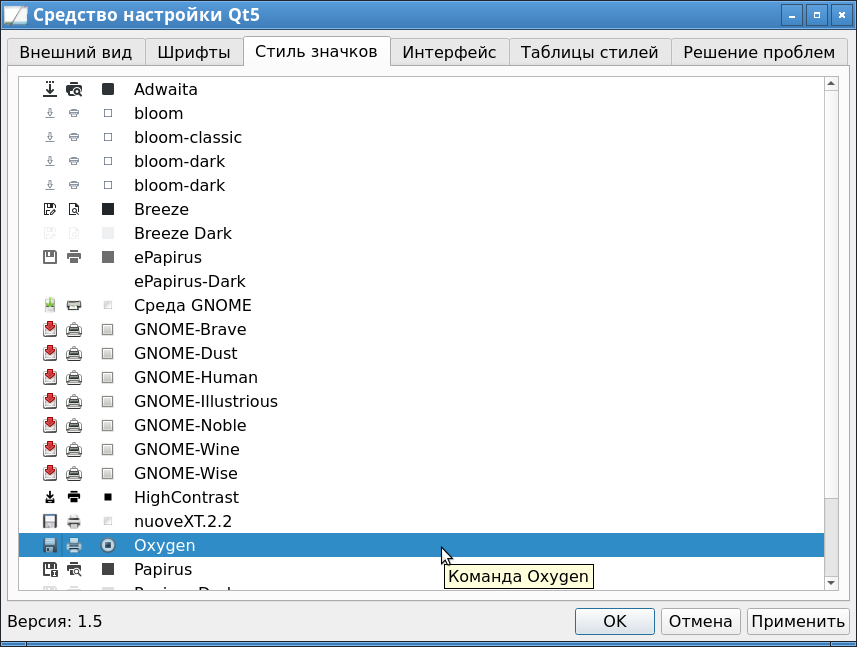 Средство настройки Qt5
Внешний вид Шрифты Стиль значков Интерфейс Таблицы стилей Решение проблем
Adwaita
bloom
bloom-classic
bloom-dark
bloom-dark
Breeze
Breeze Dark
ePapirus
ePapirus-Dark
Среда GNOME
GNOME-Brave
GNOME-Dust
GNOME-Human
GNOME-Illustrious
GNOME-Noble
GNOME-Wine
GNOME-Wise
HighContrast
nuoveXT.2.2
Oxygen
Papirus
Команда Oxygen
Версия: 1.5
OK Отмена Применить